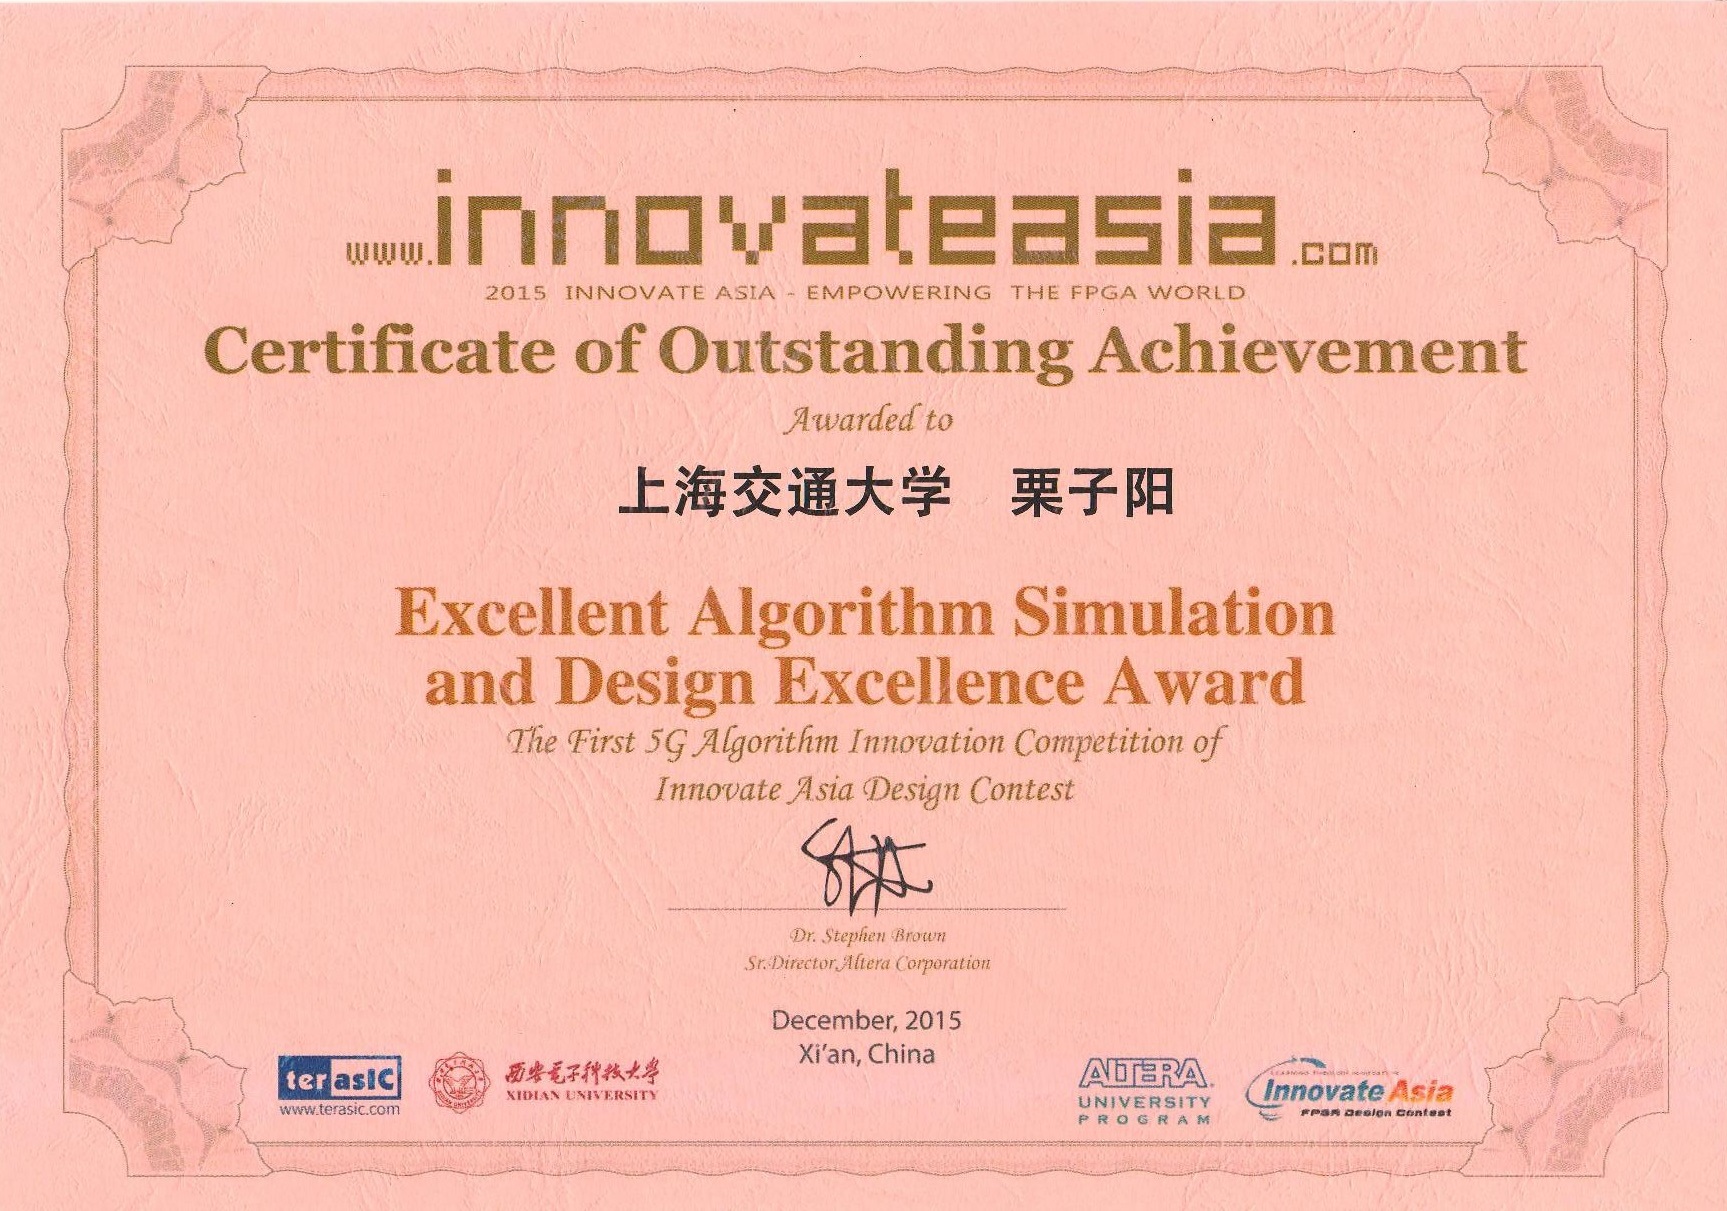 www.innovateasia.com
2015 INNOVATE ASIA - EMPOWERING THE FPGA WORLD
Certificate of Outstanding Achievement
Awarded to
上海交通大学 栗子阳
Excellent Algorithm Simulation
and Design Excellence Award
The First 5G Algorithm Innovation Competition of
Innovate Asia Design Contest
Dr. Stephen Brown
Sr.Director,Altera Corporation
December, 2015
Xi'an, China
terasIC
www.terasic.com
西安电子科技大学
XIDIAN UNIVERSITY
ALTERA.
UNIVERSITY
PROGRAM
Innovate Asia
FPGA Design Contest